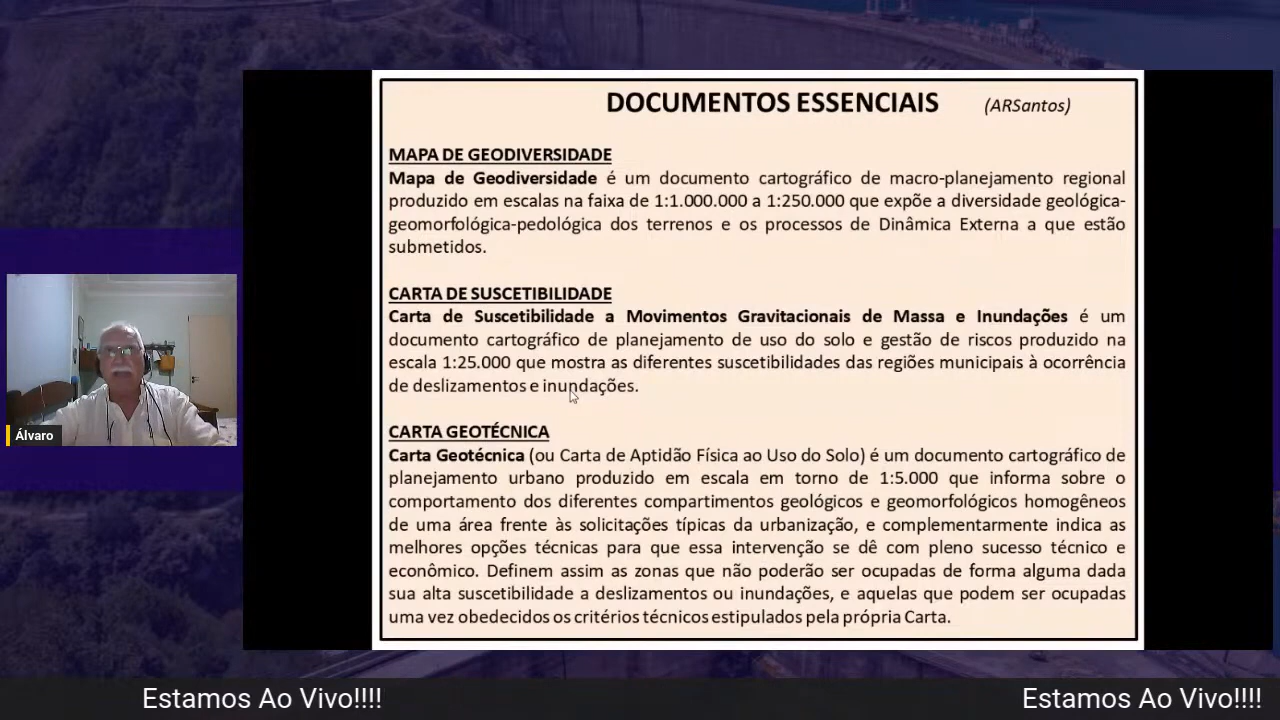 DOCUMENTOS ESSENCIAIS (ARSantos)
MAPA DE GEODIVERSIDADE
Mapa de Geodiversidade é um documento cartográfico de macro-planejamento regional
produzido em escalas na faixa de 1:1.000.000 a 1:250.000 que expõe a diversidade geológica-
geomorfológica-pedológica dos terrenos e os processos de Dinâmica Externa a que estão
submetidos.
CARTA DE SUSCETIBILIDADE
Carta de Suscetibilidade a Movimentos Gravitacionais de Massa e Inundações é um
documento cartográfico de planejamento de uso do solo e gestão de riscos produzido na
escala 1:25.000 que mostra as diferentes suscetibilidades das regiões municipais à ocorrência
de deslizamentos e inundações.
CARTA GEOTÉCNICA
Carta Geotécnica (ou Carta de Aptidão Física ao Uso do Solo) é um documento cartográfico de
planejamento urbano produzido em escala em torno de 1:5.000 que informa sobre o
comportamento dos diferentes compartimentos geológicos e geomorfológicos homogêneos
de uma área frente às solicitações típicas da urbanização, e complementarmente indica as
melhores opções técnicas para que essa intervenção se dê com pleno sucesso técnico e
econômico. Definem assim as zonas que não poderão ser ocupadas de forma alguma dada
sua alta suscetibilidade a deslizamentos ou inundações, e aquelas que podem ser ocupadas
uma vez obedecidos os critérios técnicos estipulados pela própria Carta.
Álvaro
Estamos Ao Vivo!!!! Estamos Ao Vivo!!!!